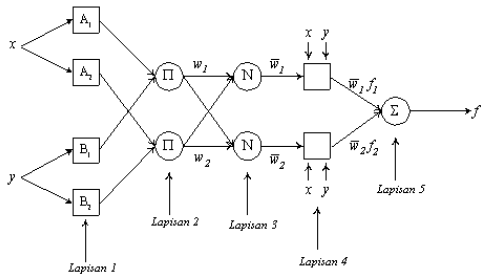 x y
A₁
x
A₂
Π w₁ N w̅₁ w̅₁ f₁
Σ f
B₁
Π w₂ N w̅₂ w̅₂ f₂
y
B₂
x y
Lapisan 1
Lapisan 2
Lapisan 3
Lapisan 4
Lapisan 5